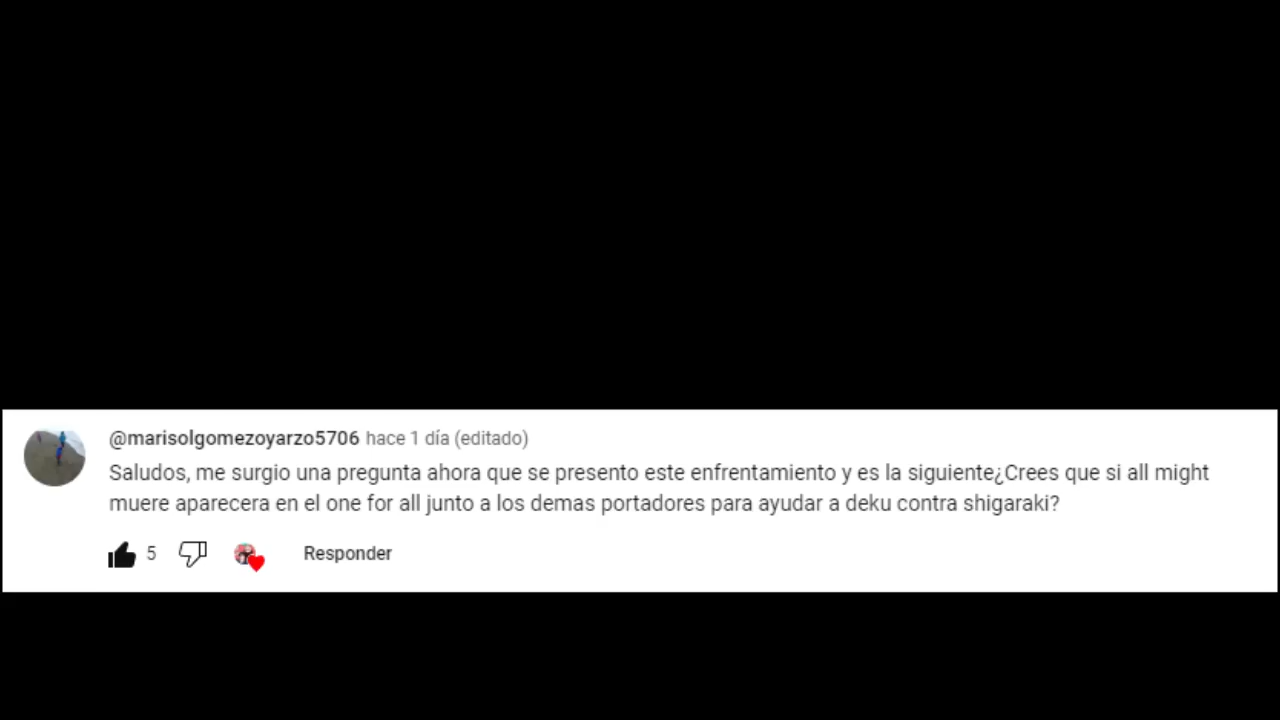 @marisolgomezoyarzo5706 hace 1 día (editado)
Saludos, me surgio una pregunta ahora que se presento este enfrentamiento y es la siguiente¿Crees que si all might
muere aparecera en el one for all junto a los demas portadores para ayudar a deku contra shigaraki?
5 Responder